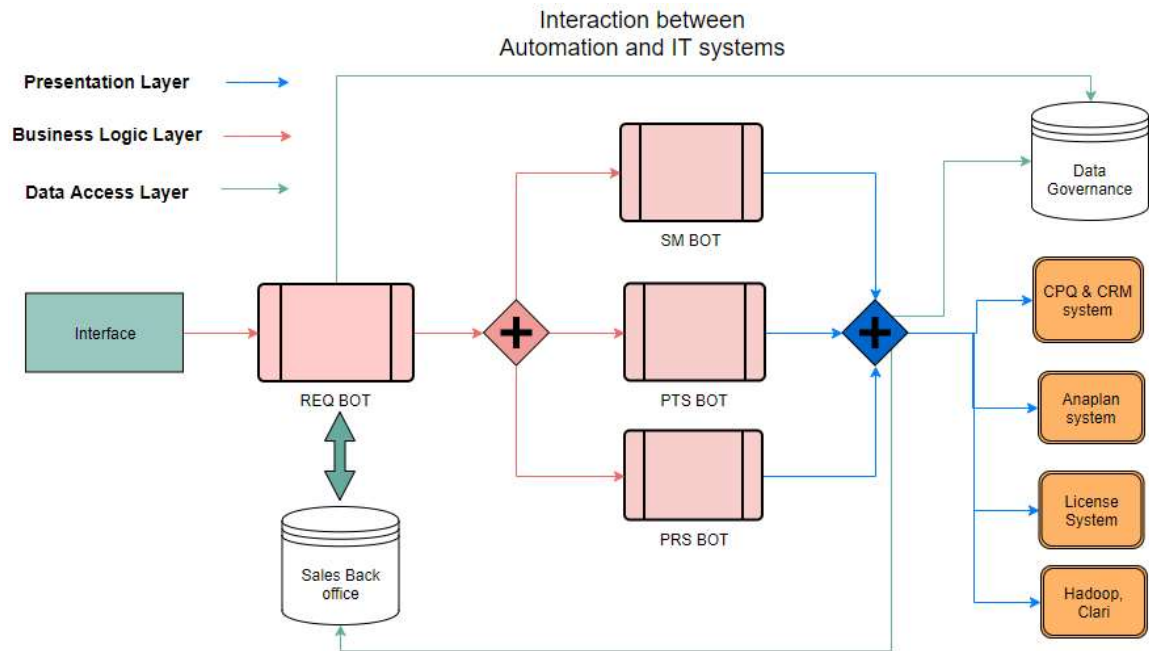 Interaction between
Automation and IT systems
Presentation Layer
Business Logic Layer
Data Access Layer
Data
Governance
SM BOT
Interface
REQ BOT
PTS BOT
CPQ & CRM
system
Anaplan
system
PRS BOT
License
System
Sales Back
office
Hadoop,
Clari